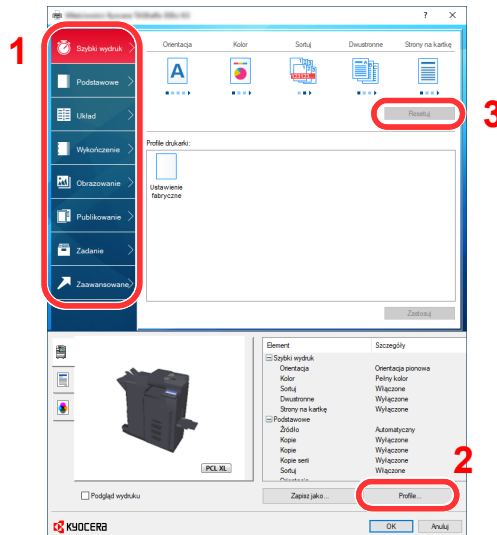 ? ×
1
Szybki wydruk
Podstawowe
Układ
Wykończenie
Obrazowanie
Publikowanie
Zadanie
Zaawansowane
Orientacja Kolor Sortuj Dwustronne Strony na kartkę
A
123123...
Resetuj
3
Profile drukarki:
Ustawienie
fabryczne
Zastosuj
Element Szczegóły
Szybki wydruk
Orientacja Orientacja pionowa
Kolor Pełny kolor
Sortuj Włączone
Dwustronne Wyłączone
Strony na kartkę Wyłączone
Podstawowe
Źródło Automatyczny
Kopie Wyłączone
Kopie Wyłączone
Kopie serii Wyłączone
Sortuj Włączone
PCL XL
2
Podgląd wydruku
Zapisz jako...
Profile...
KYOCERA
OK Anuluj